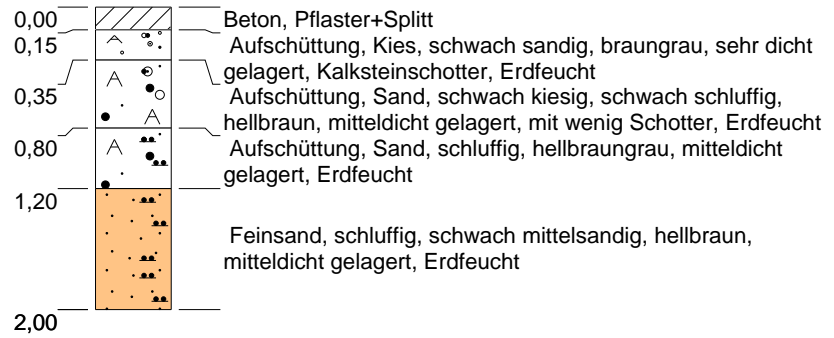 0,00 Beton, Pflaster+Splitt
0,15 Aufschüttung, Kies, schwach sandig, braungrau, sehr dicht
gelagert, Kalksteinschotter, Erdfeucht
0,35 Aufschüttung, Sand, schwach kiesig, schwach schluffig,
hellbraun, mitteldicht gelagert, mit wenig Schotter, Erdfeucht
0,80 Aufschüttung, Sand, schluffig, hellbraungrau, mitteldicht
gelagert, Erdfeucht
1,20
Feinsand, schluffig, schwach mittelsandig, hellbraun,
mitteldicht gelagert, Erdfeucht
2,00